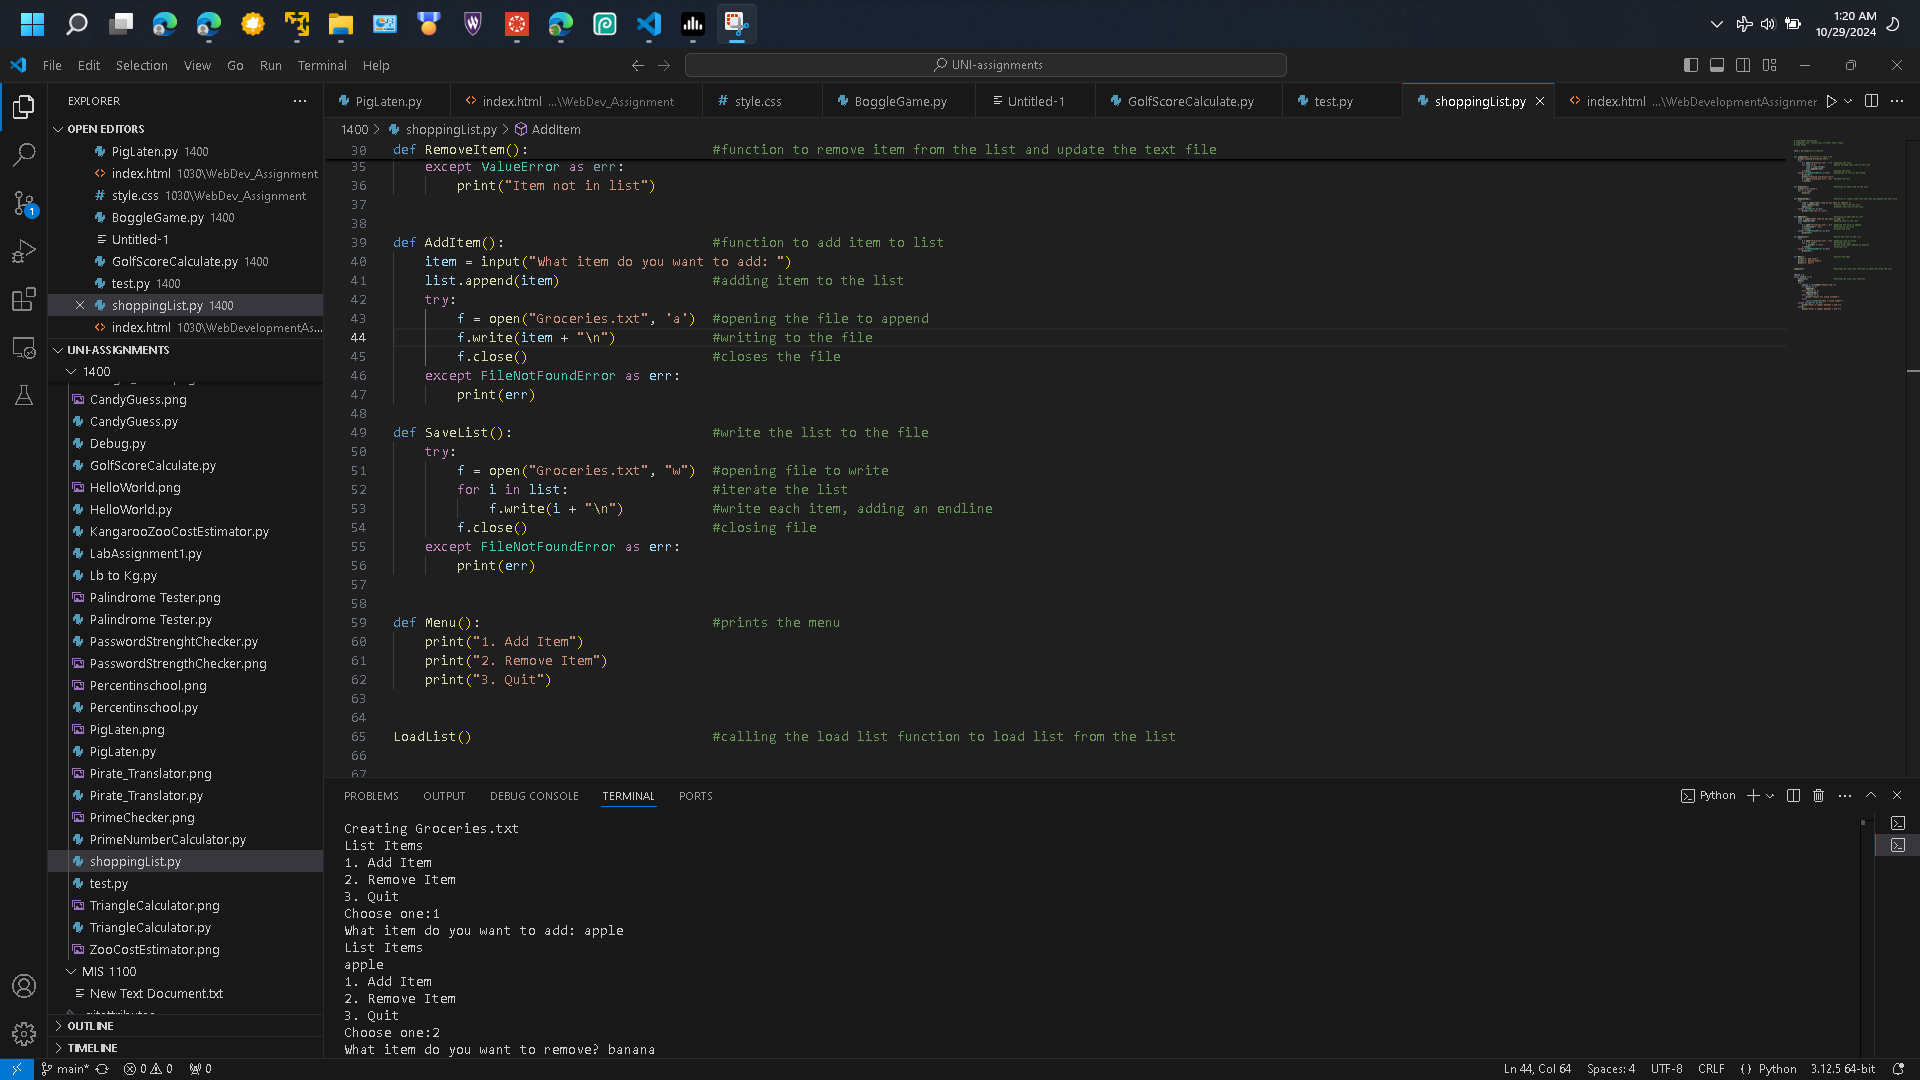 1:20 AM
10/29/2024
File Edit Selection View Go Run Terminal Help
UNI-assignments
EXPLORER
PigLaten.py index.html ...\WebDev_Assignment style.css BoggleGame.py Untitled-1 GolfScoreCalculate.py test.py shoppingList.py index.html ...\WebDevelopmentAssignmer
OPEN EDITORS
PigLaten.py 1400
index.html 1030\WebDev_Assignment
style.css 1030\WebDev_Assignment
BoggleGame.py 1400
Untitled-1
GolfScoreCalculate.py 1400
test.py 1400
shoppingList.py 1400
index.html 1030\WebDevelopmentAs...
UNI-ASSIGNMENTS
1400
CandyGuess.png
CandyGuess.py
Debug.py
GolfScoreCalculate.py
HelloWorld.png
HelloWorld.py
KangarooZooCostEstimator.py
LabAssignment1.py
Lb to Kg.py
Palindrome Tester.png
Palindrome Tester.py
PasswordStrenghtChecker.py
PasswordStrengthChecker.png
Percentinschool.png
Percentinschool.py
PigLaten.png
PigLaten.py
Pirate_Translator.png
Pirate_Translator.py
PrimeChecker.png
PrimeNumberCalculator.py
shoppingList.py
test.py
TriangleCalculator.png
TriangleCalculator.py
ZooCostEstimator.png
MIS 1100
New Text Document.txt
OUTLINE
TIMELINE
1400 > shoppingList.py > AddItem
30 def RemoveItem(): #function to remove item from the list and update the text file
35 except ValueError as err:
36 print("Item not in list")
37
38
39 def AddItem(): #function to add item to list
40 item = input("What item do you want to add: ")
41 list.append(item) #adding item to the list
42 try:
43 f = open("Groceries.txt", 'a') #opening the file to append
44 f.write(item + "\n") #writing to the file
45 f.close() #closes the file
46 except FileNotFoundError as err:
47 print(err)
48
49 def SaveList(): #write the list to the file
50 try:
51 f = open("Groceries.txt", "w") #opening file to write
52 for i in list: #iterate the list
53 f.write(i + "\n") #write each item, adding an endline
54 f.close() #closing file
55 except FileNotFoundError as err:
56 print(err)
57
58
59 def Menu(): #prints the menu
60 print("1. Add Item")
61 print("2. Remove Item")
62 print("3. Quit")
63
64
65 LoadList() #calling the load list function to load list from the list
66
67
PROBLEMS OUTPUT DEBUG CONSOLE TERMINAL PORTS
Python
Creating Groceries.txt
List Items
1. Add Item
2. Remove Item
3. Quit
Choose one:1
What item do you want to add: apple
List Items
apple
1. Add Item
2. Remove Item
3. Quit
Choose one:2
What item do you want to remove? banana
main* 0 0 0
Ln 44, Col 64 Spaces: 4 UTF-8 CRLF Python 3.12.5 64-bit